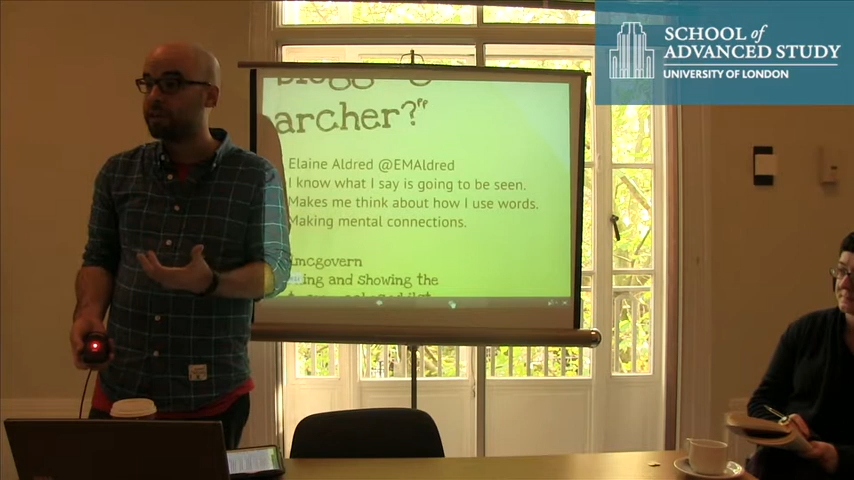 SCHOOL of
ADVANCED STUDY
UNIVERSITY OF LONDON
archer?"
Elaine Aldred @EMAldred
I know what I say is going to be seen.
Makes me think about how I use words.
Making mental connections.
mcgovern
ing and showing the